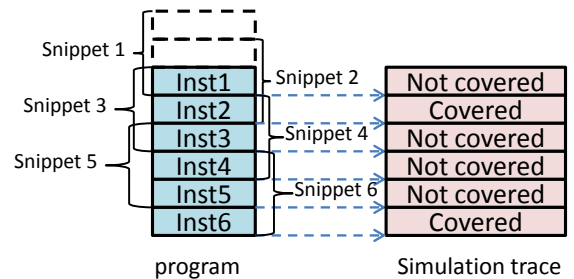 Snippet 1
Snippet 2
Snippet 3
Snippet 4
Snippet 5
Snippet 6
Inst1
Inst2
Inst3
Inst4
Inst5
Inst6
Not covered
Covered
Not covered
Not covered
Not covered
Covered
program
Simulation trace